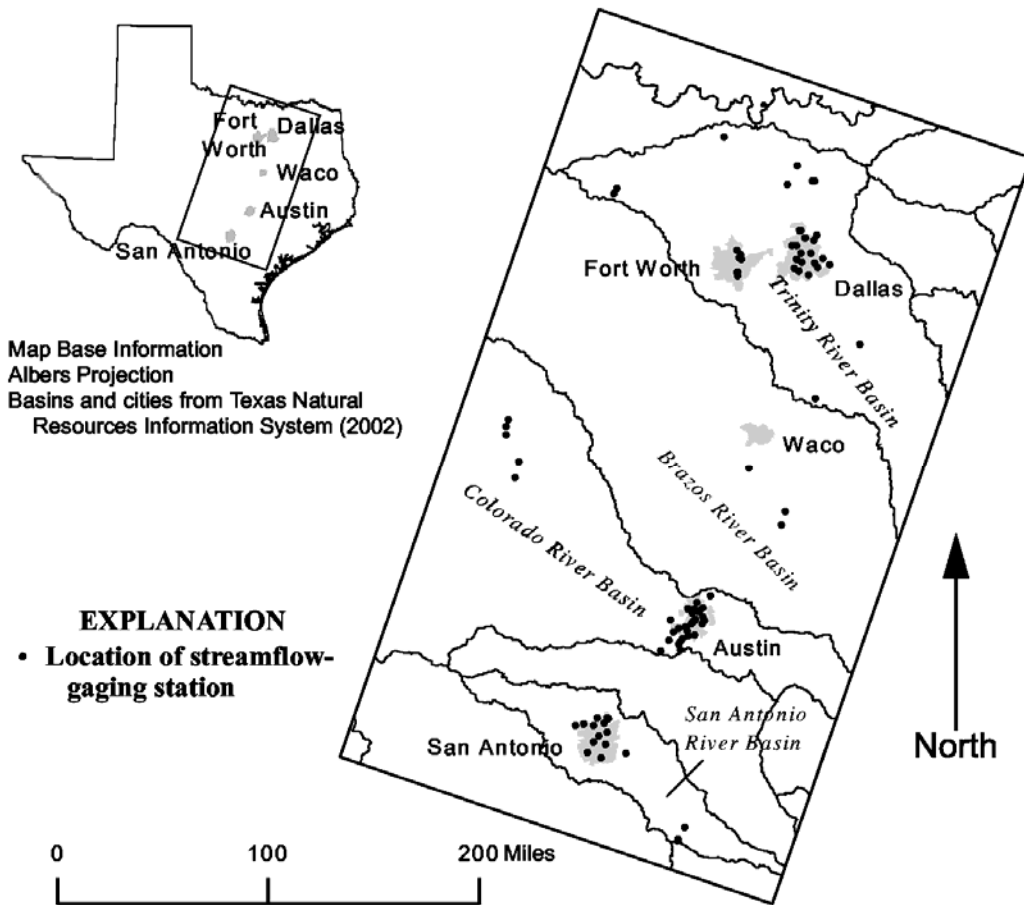 Fort
Worth
Dallas
Waco
Austin
San Antonio
Map Base Information
Albers Projection
Basins and cities from Texas Natural
Resources Information System (2002)
EXPLANATION
• Location of streamflow-
gaging station
0 100 200 Miles
Fort Worth
Dallas
Trinity River Basin
Waco
Brazos River Basin
Colorado River Basin
Austin
San Antonio
San Antonio
River Basin
North